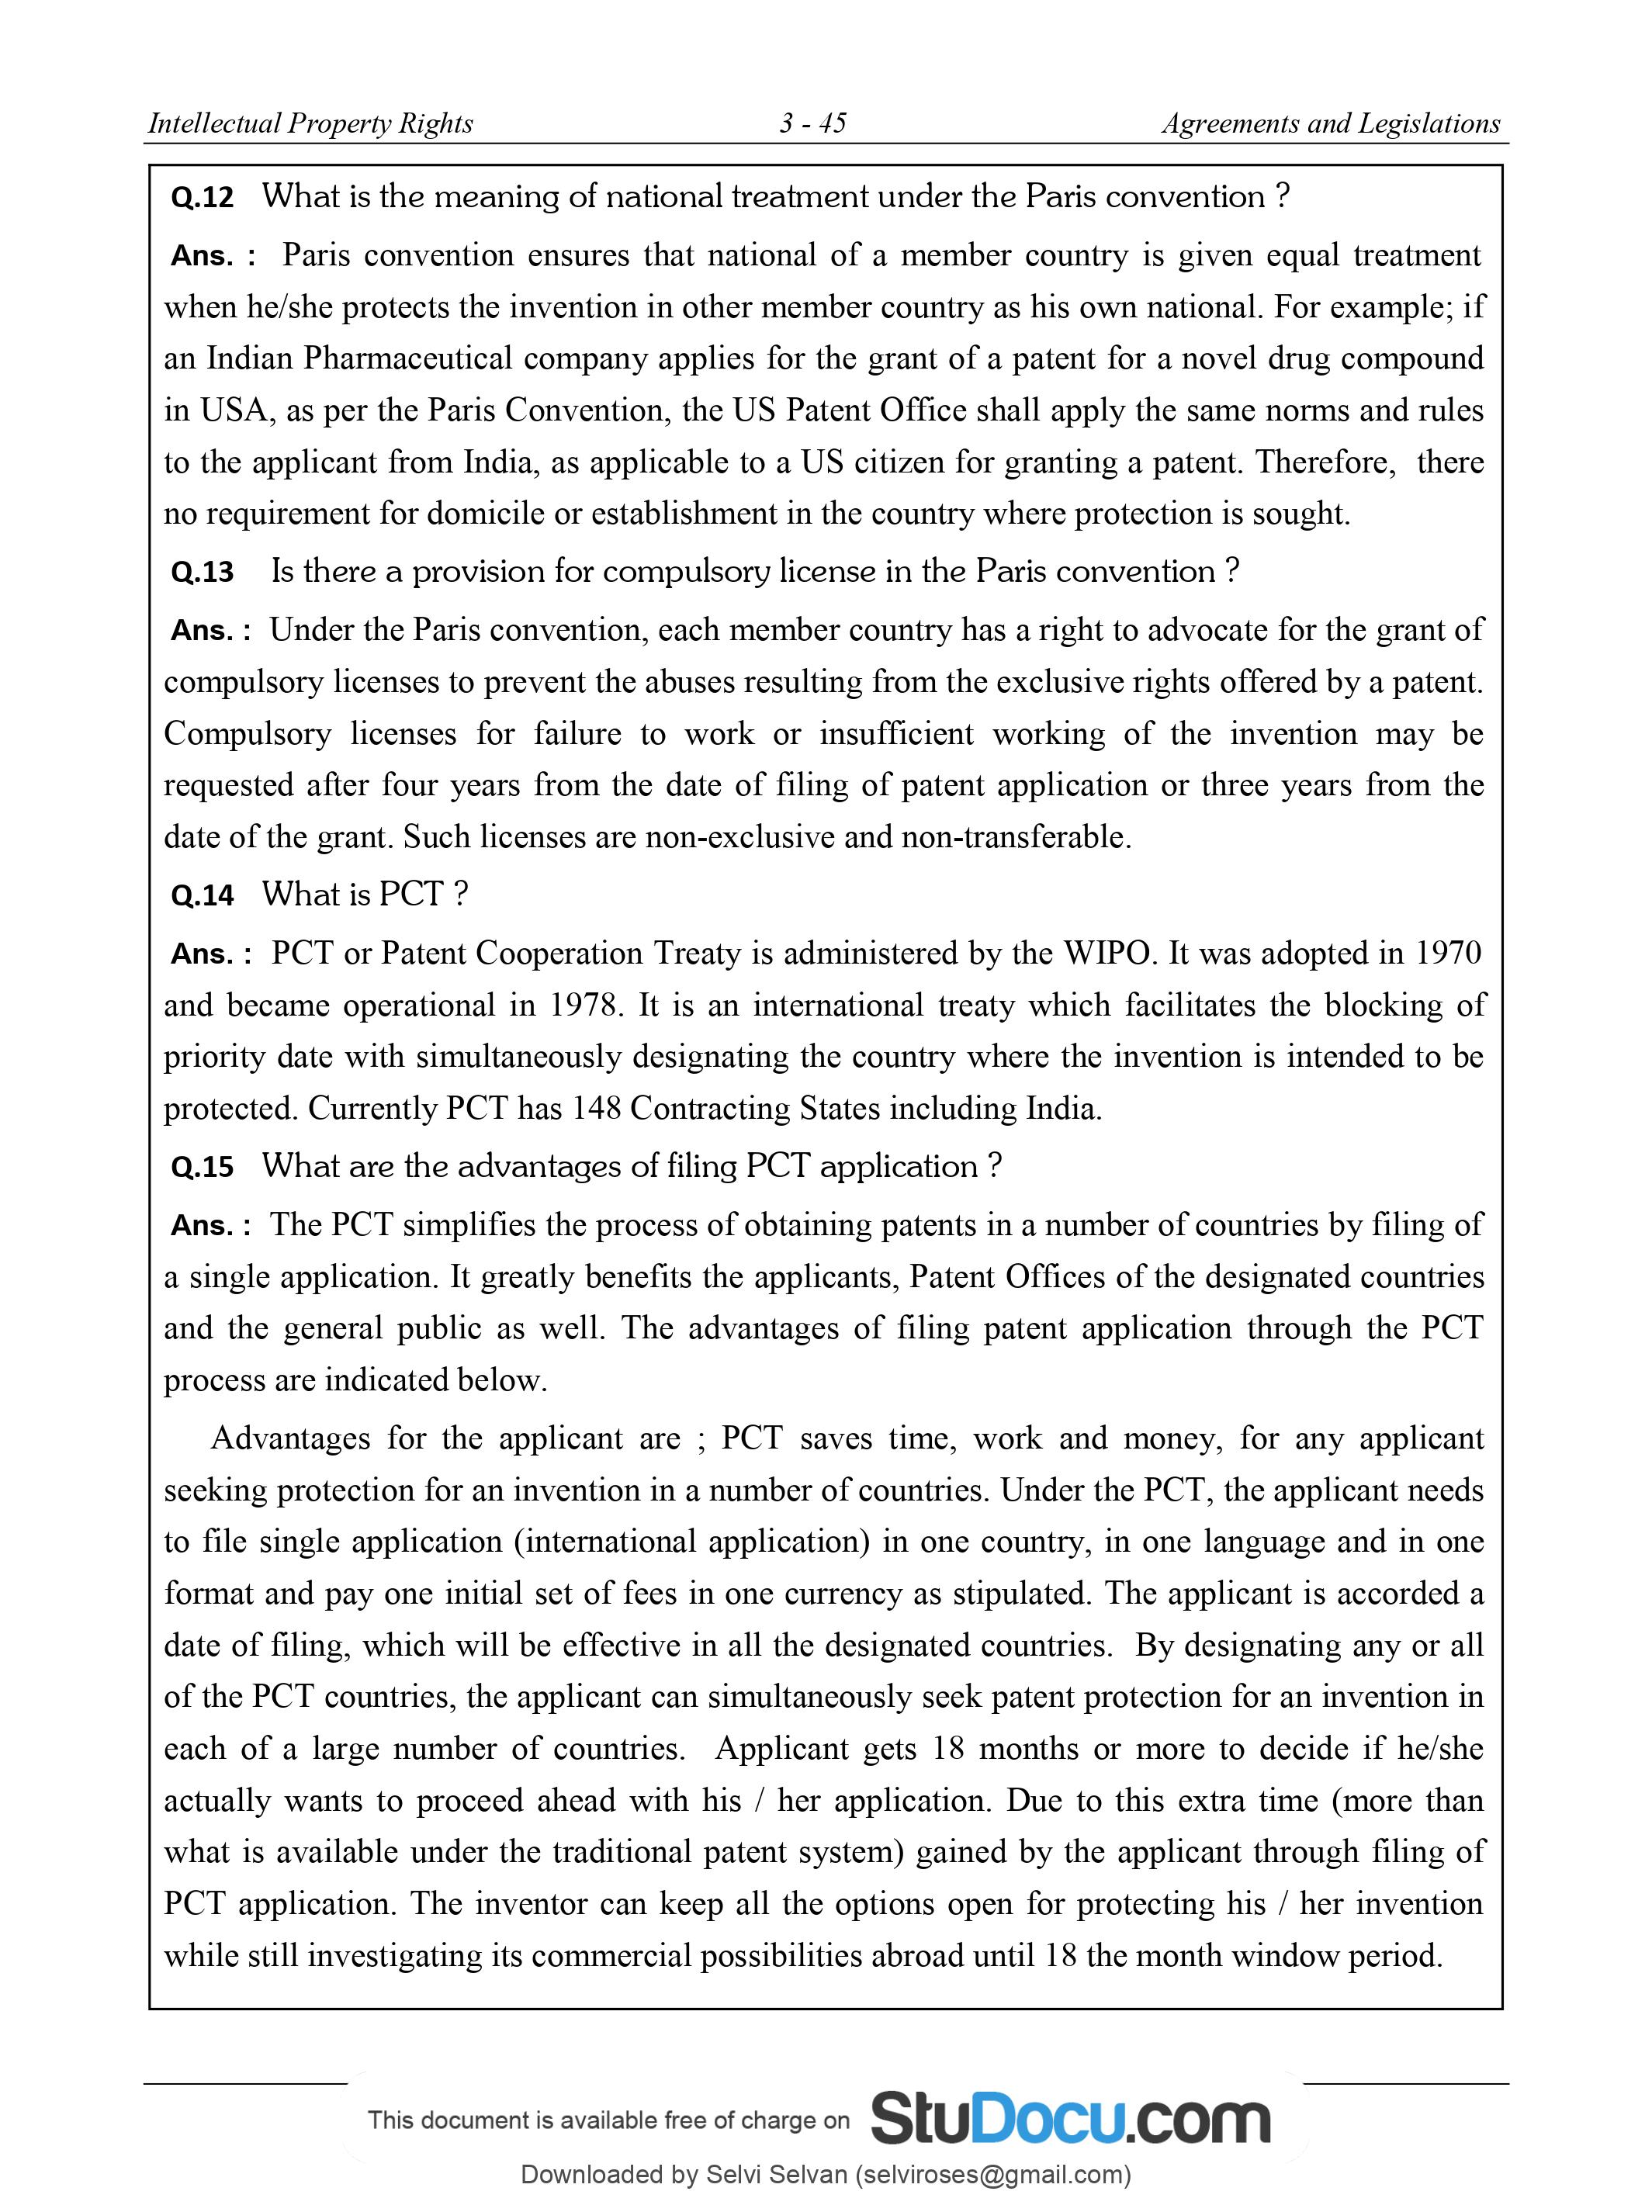 Intellectual Property Rights 3 - 45 Agreements and Legislations
Q.12 What is the meaning of national treatment under the Paris convention ?
Ans. : Paris convention ensures that national of a member country is given equal treatment
when he/she protects the invention in other member country as his own national. For example; if
an Indian Pharmaceutical company applies for the grant of a patent for a novel drug compound
in USA, as per the Paris Convention, the US Patent Office shall apply the same norms and rules
to the applicant from India, as applicable to a US citizen for granting a patent. Therefore, there
no requirement for domicile or establishment in the country where protection is sought.
Q.13 Is there a provision for compulsory license in the Paris convention ?
Ans. : Under the Paris convention, each member country has a right to advocate for the grant of
compulsory licenses to prevent the abuses resulting from the exclusive rights offered by a patent.
Compulsory licenses for failure to work or insufficient working of the invention may be
requested after four years from the date of filing of patent application or three years from the
date of the grant. Such licenses are non-exclusive and non-transferable.
Q.14 What is PCT ?
Ans. : PCT or Patent Cooperation Treaty is administered by the WIPO. It was adopted in 1970
and became operational in 1978. It is an international treaty which facilitates the blocking of
priority date with simultaneously designating the country where the invention is intended to be
protected. Currently PCT has 148 Contracting States including India.
Q.15 What are the advantages of filing PCT application ?
Ans. : The PCT simplifies the process of obtaining patents in a number of countries by filing of
a single application. It greatly benefits the applicants, Patent Offices of the designated countries
and the general public as well. The advantages of filing patent application through the PCT
process are indicated below.
Advantages for the applicant are ; PCT saves time, work and money, for any applicant
seeking protection for an invention in a number of countries. Under the PCT, the applicant needs
to file single application (international application) in one country, in one language and in one
format and pay one initial set of fees in one currency as stipulated. The applicant is accorded a
date of filing, which will be effective in all the designated countries. By designating any or all
of the PCT countries, the applicant can simultaneously seek patent protection for an invention in
each of a large number of countries. Applicant gets 18 months or more to decide if he/she
actually wants to proceed ahead with his / her application. Due to this extra time (more than
what is available under the traditional patent system) gained by the applicant through filing of
PCT application. The inventor can keep all the options open for protecting his / her invention
while still investigating its commercial possibilities abroad until 18 the month window period.
This document is available free of charge on StuDocu.com
Downloaded by Selvi Selvan (selviroses@gmail.com)